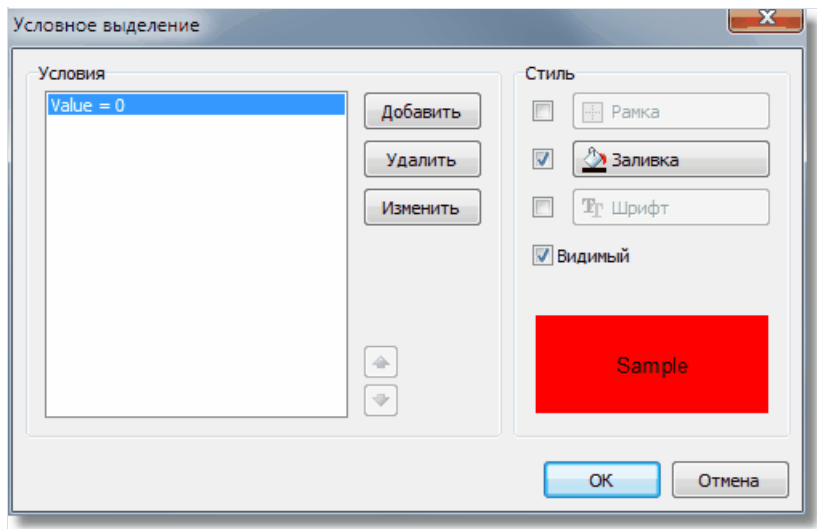 Условное выделение
Условия
Value = 0
Добавить
Удалить
Изменить
Стиль
Рамка
Заливка
Шрифт
Видимый
Sample
OK
Отмена